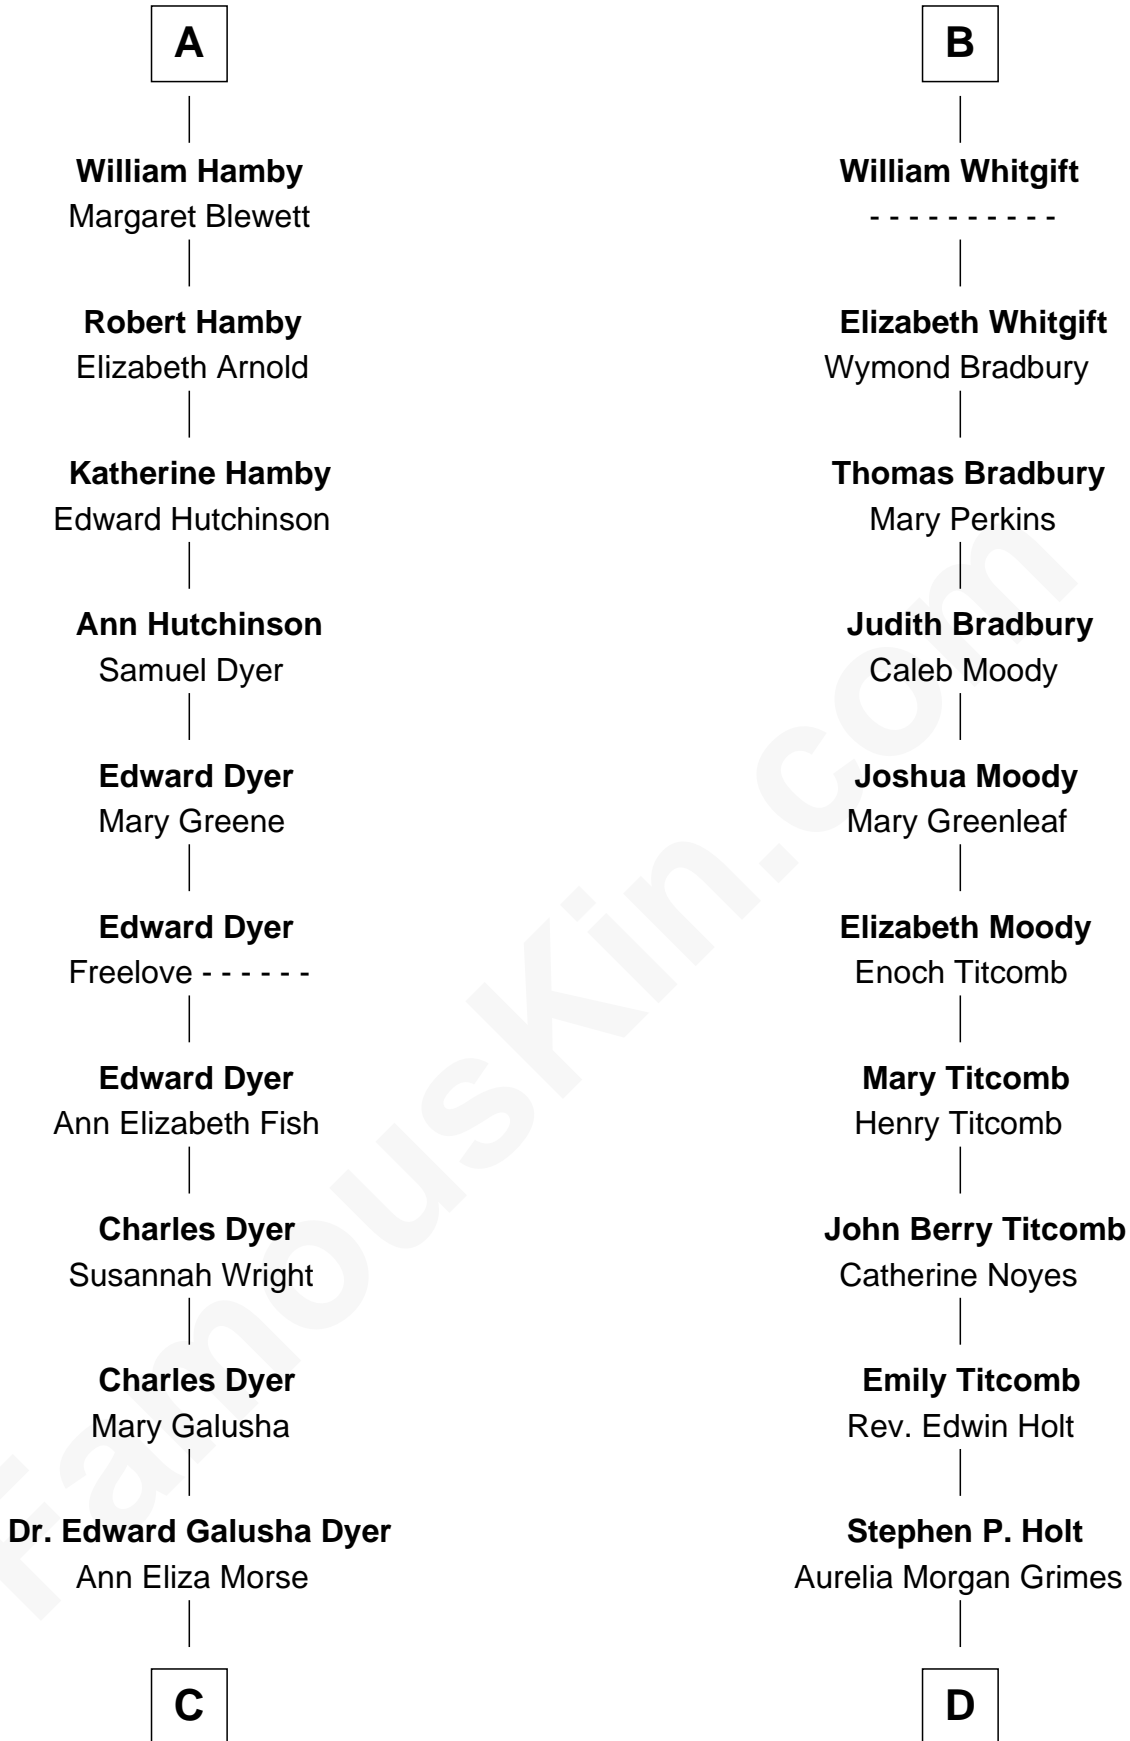 A
William Hamby
Margaret Blewett
Robert Hamby
Elizabeth Arnold
Katherine Hamby
Edward Hutchinson
Ann Hutchinson
Samuel Dyer
Edward Dyer
Mary Greene
Edward Dyer
Freelove - - - - - -
Edward Dyer
Ann Elizabeth Fish
Charles Dyer
Susannah Wright
Charles Dyer
Mary Galusha
Dr. Edward Galusha Dyer
Ann Eliza Morse
C
B
William Whitgift
- - - - - - - - - -
Elizabeth Whitgift
Wymond Bradbury
Thomas Bradbury
Mary Perkins
Judith Bradbury
Caleb Moody
Joshua Moody
Mary Greenleaf
Elizabeth Moody
Enoch Titcomb
Mary Titcomb
Henry Titcomb
John Berry Titcomb
Catherine Noyes
Emily Titcomb
Rev. Edwin Holt
Stephen P. Holt
Aurelia Morgan Grimes
D
FamousKin.com